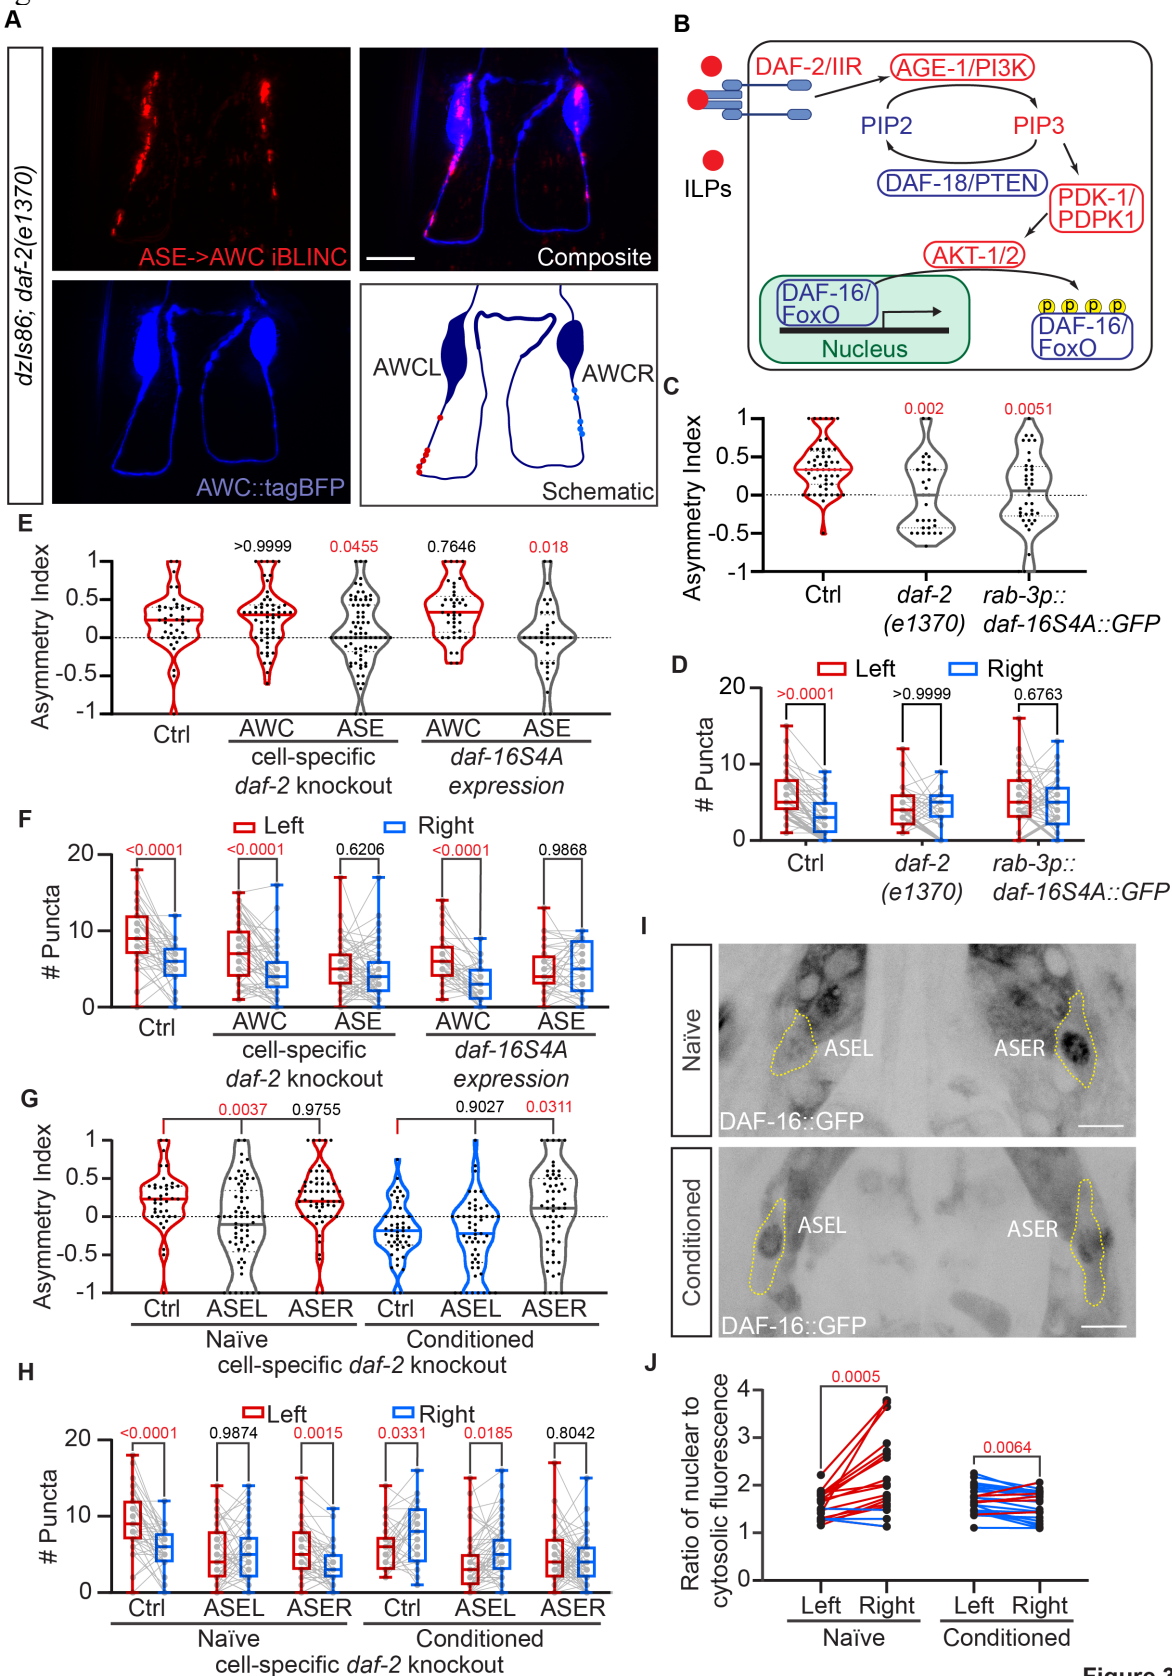 A
dzIs86; daf-2(e1370)
ASE->AWC iBLINC
Composite
AWC::tagBFP
AWCL
AWCR
Schematic
B
DAF-2/IIR
AGE-1/PI3K
PIP2
PIP3
ILPs
DAF-18/PTEN
PDK-1/
PDPK1
AKT-1/2
DAF-16/
FoxO
Nucleus
p p p p
DAF-16/
FoxO
C
Asymmetry Index
1
0.5
0
-0.5
-1
0.002
0.0051
Ctrl
daf-2
(e1370)
rab-3p::
daf-16S4A::GFP
D
Left
Right
# Puncta
20
10
0
>0.0001
>0.9999
0.6763
Ctrl
daf-2
(e1370)
rab-3p::
daf-16S4A::GFP
E
Asymmetry Index
1
0.5
0
-0.5
-1
>0.9999
0.0455
0.7646
0.018
Ctrl
AWC
ASE
AWC
ASE
cell-specific
daf-2 knockout
daf-16S4A
expression
F
Left
Right
# Puncta
20
10
0
<0.0001
<0.0001
0.6206
<0.0001
0.9868
Ctrl
AWC
ASE
AWC
ASE
cell-specific
daf-2 knockout
daf-16S4A
expression
G
Asymmetry Index
1
0.5
0
-0.5
-1
0.0037
0.9755
0.9027
0.0311
Ctrl
ASEL
ASER
Ctrl
ASEL
ASER
Naïve
Conditioned
cell-specific daf-2 knockout
H
Left
Right
# Puncta
20
10
0
<0.0001
0.9874
0.0015
0.0331
0.0185
0.8042
Ctrl
ASEL
ASER
Ctrl
ASEL
ASER
Naïve
Conditioned
cell-specific daf-2 knockout
I
Naïve
ASEL
ASER
DAF-16::GFP
Conditioned
ASEL
ASER
DAF-16::GFP
J
Ratio of nuclear to
cytosolic fluorescence
4
3
2
1
0
0.0005
0.0064
Left
Right
Left
Right
Naïve
Conditioned
Figure 3